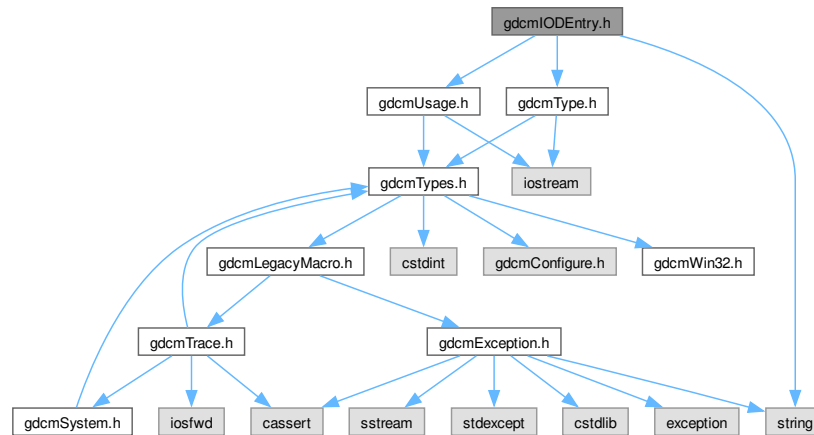 gdcmIODEntry.h
gdcmUsage.h
gdcmType.h
gdcmTypes.h
iostream
gdcmLegacyMacro.h
cstdint
gdcmConfigure.h
gdcmWin32.h
gdcmTrace.h
gdcmException.h
gdcmSystem.h
iosfwd
cassert
sstream
stdexcept
cstdlib
exception
string